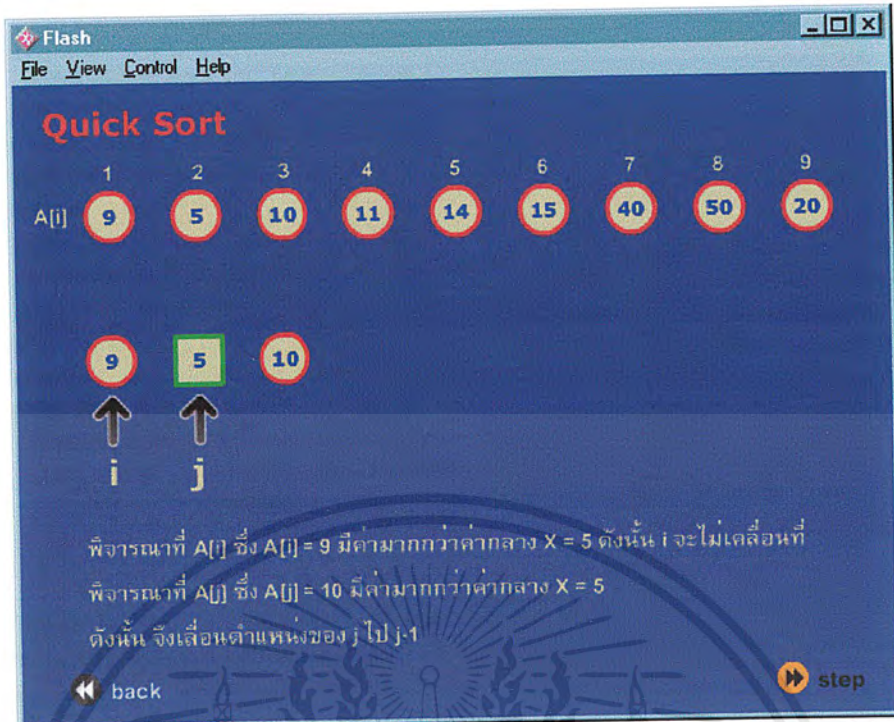 Flash
File View Control Help
Quick Sort
1 2 3 4 5 6 7 8 9
A[i] 9 5 10 11 14 15 40 50 20
9 5 10
i j
พิจารณาที่ A[i] ซึ่ง A[i] = 9 มีค่ามากกว่าค่ากลาง X = 5 ดังนั้น i จะไม่เคลื่อนที่
พิจารณาที่ A[j] ซึ่ง A[j] = 10 มีค่ามากกว่าค่ากลาง X = 5
ดังนั้น จึงเลื่อนตำแหน่งของ j ไป j-1
back step